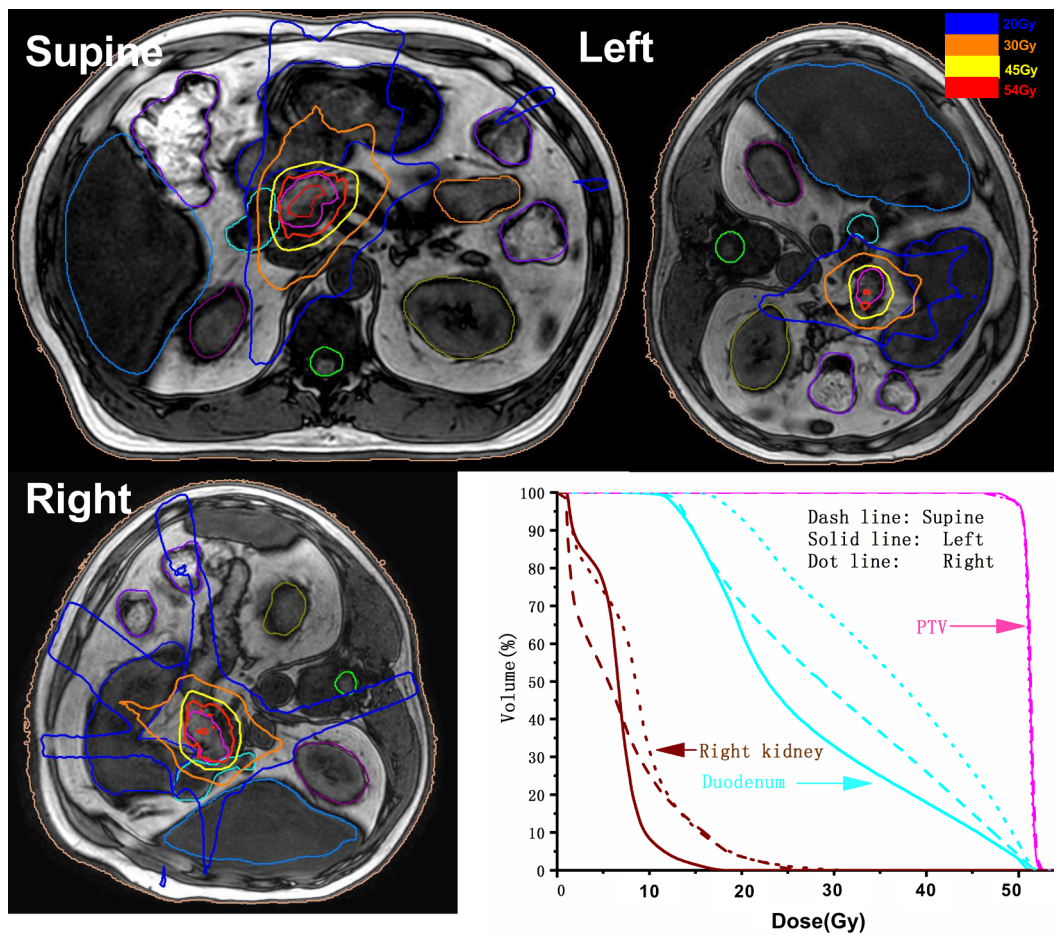 Supine
Left
20Gy
30Gy
45Gy
54Gy
Right
100
90
80
70
60
50
40
30
20
10
0
Volume(%)
Dash line: Supine
Solid line: Left
Dot line: Right
PTV
Right kidney
Duodenum
0 10 20 30 40 50
Dose(Gy)